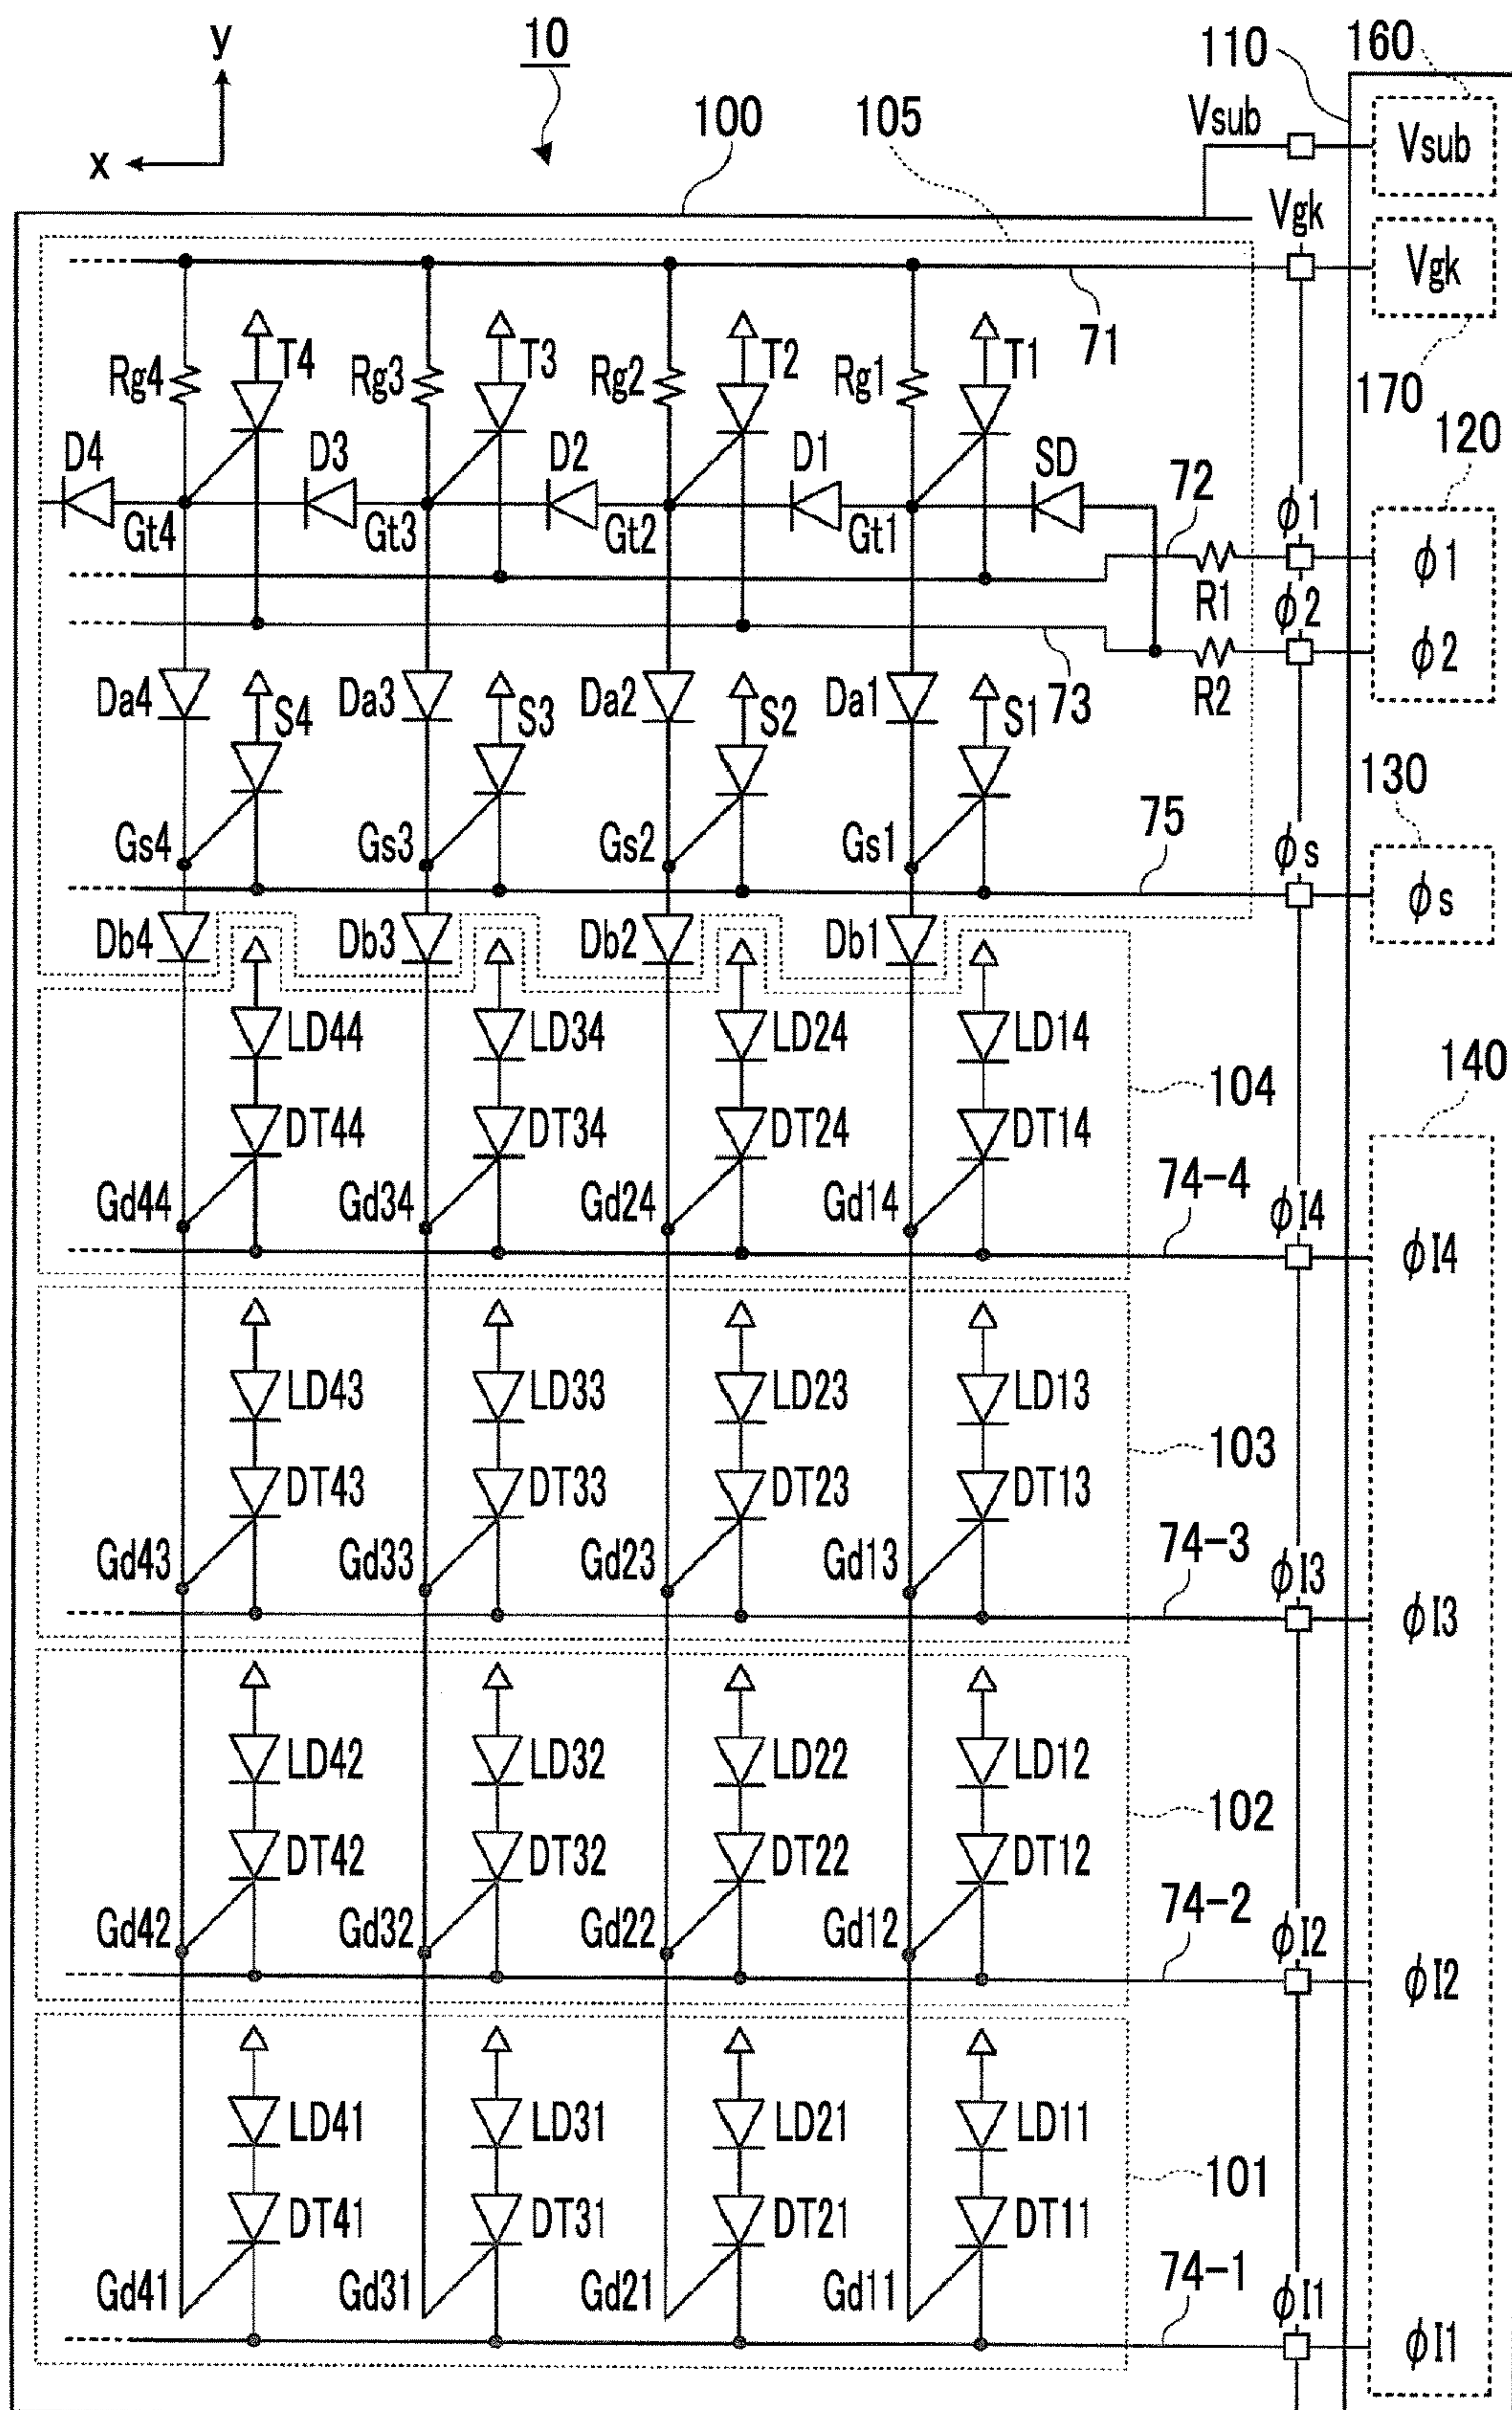 y
x
10
100
105
110
160
Vsub
Vsub
Vgk
Vgk
71
170
Rg4
T4
Rg3
T3
Rg2
T2
Rg1
T1
120
D4
D3
D2
D1
SD
72
Gt4
Gt3
Gt2
Gt1
ϕ1
ϕ1
R1
ϕ2
ϕ2
Da4
S4
Da3
S3
Da2
S2
Da1
S1
73
R2
130
Gs4
Gs3
Gs2
Gs1
75
ϕs
ϕs
Db4
Db3
Db2
Db1
LD44
LD34
LD24
LD14
104
140
DT44
DT34
DT24
DT14
Gd44
Gd34
Gd24
Gd14
74-4
ϕI4
ϕI4
LD43
LD33
LD23
LD13
103
DT43
DT33
DT23
DT13
Gd43
Gd33
Gd23
Gd13
74-3
ϕI3
ϕI3
LD42
LD32
LD22
LD12
102
DT42
DT32
DT22
DT12
Gd42
Gd32
Gd22
Gd12
74-2
ϕI2
ϕI2
LD41
LD31
LD21
LD11
101
DT41
DT31
DT21
DT11
Gd41
Gd31
Gd21
Gd11
74-1
ϕI1
ϕI1